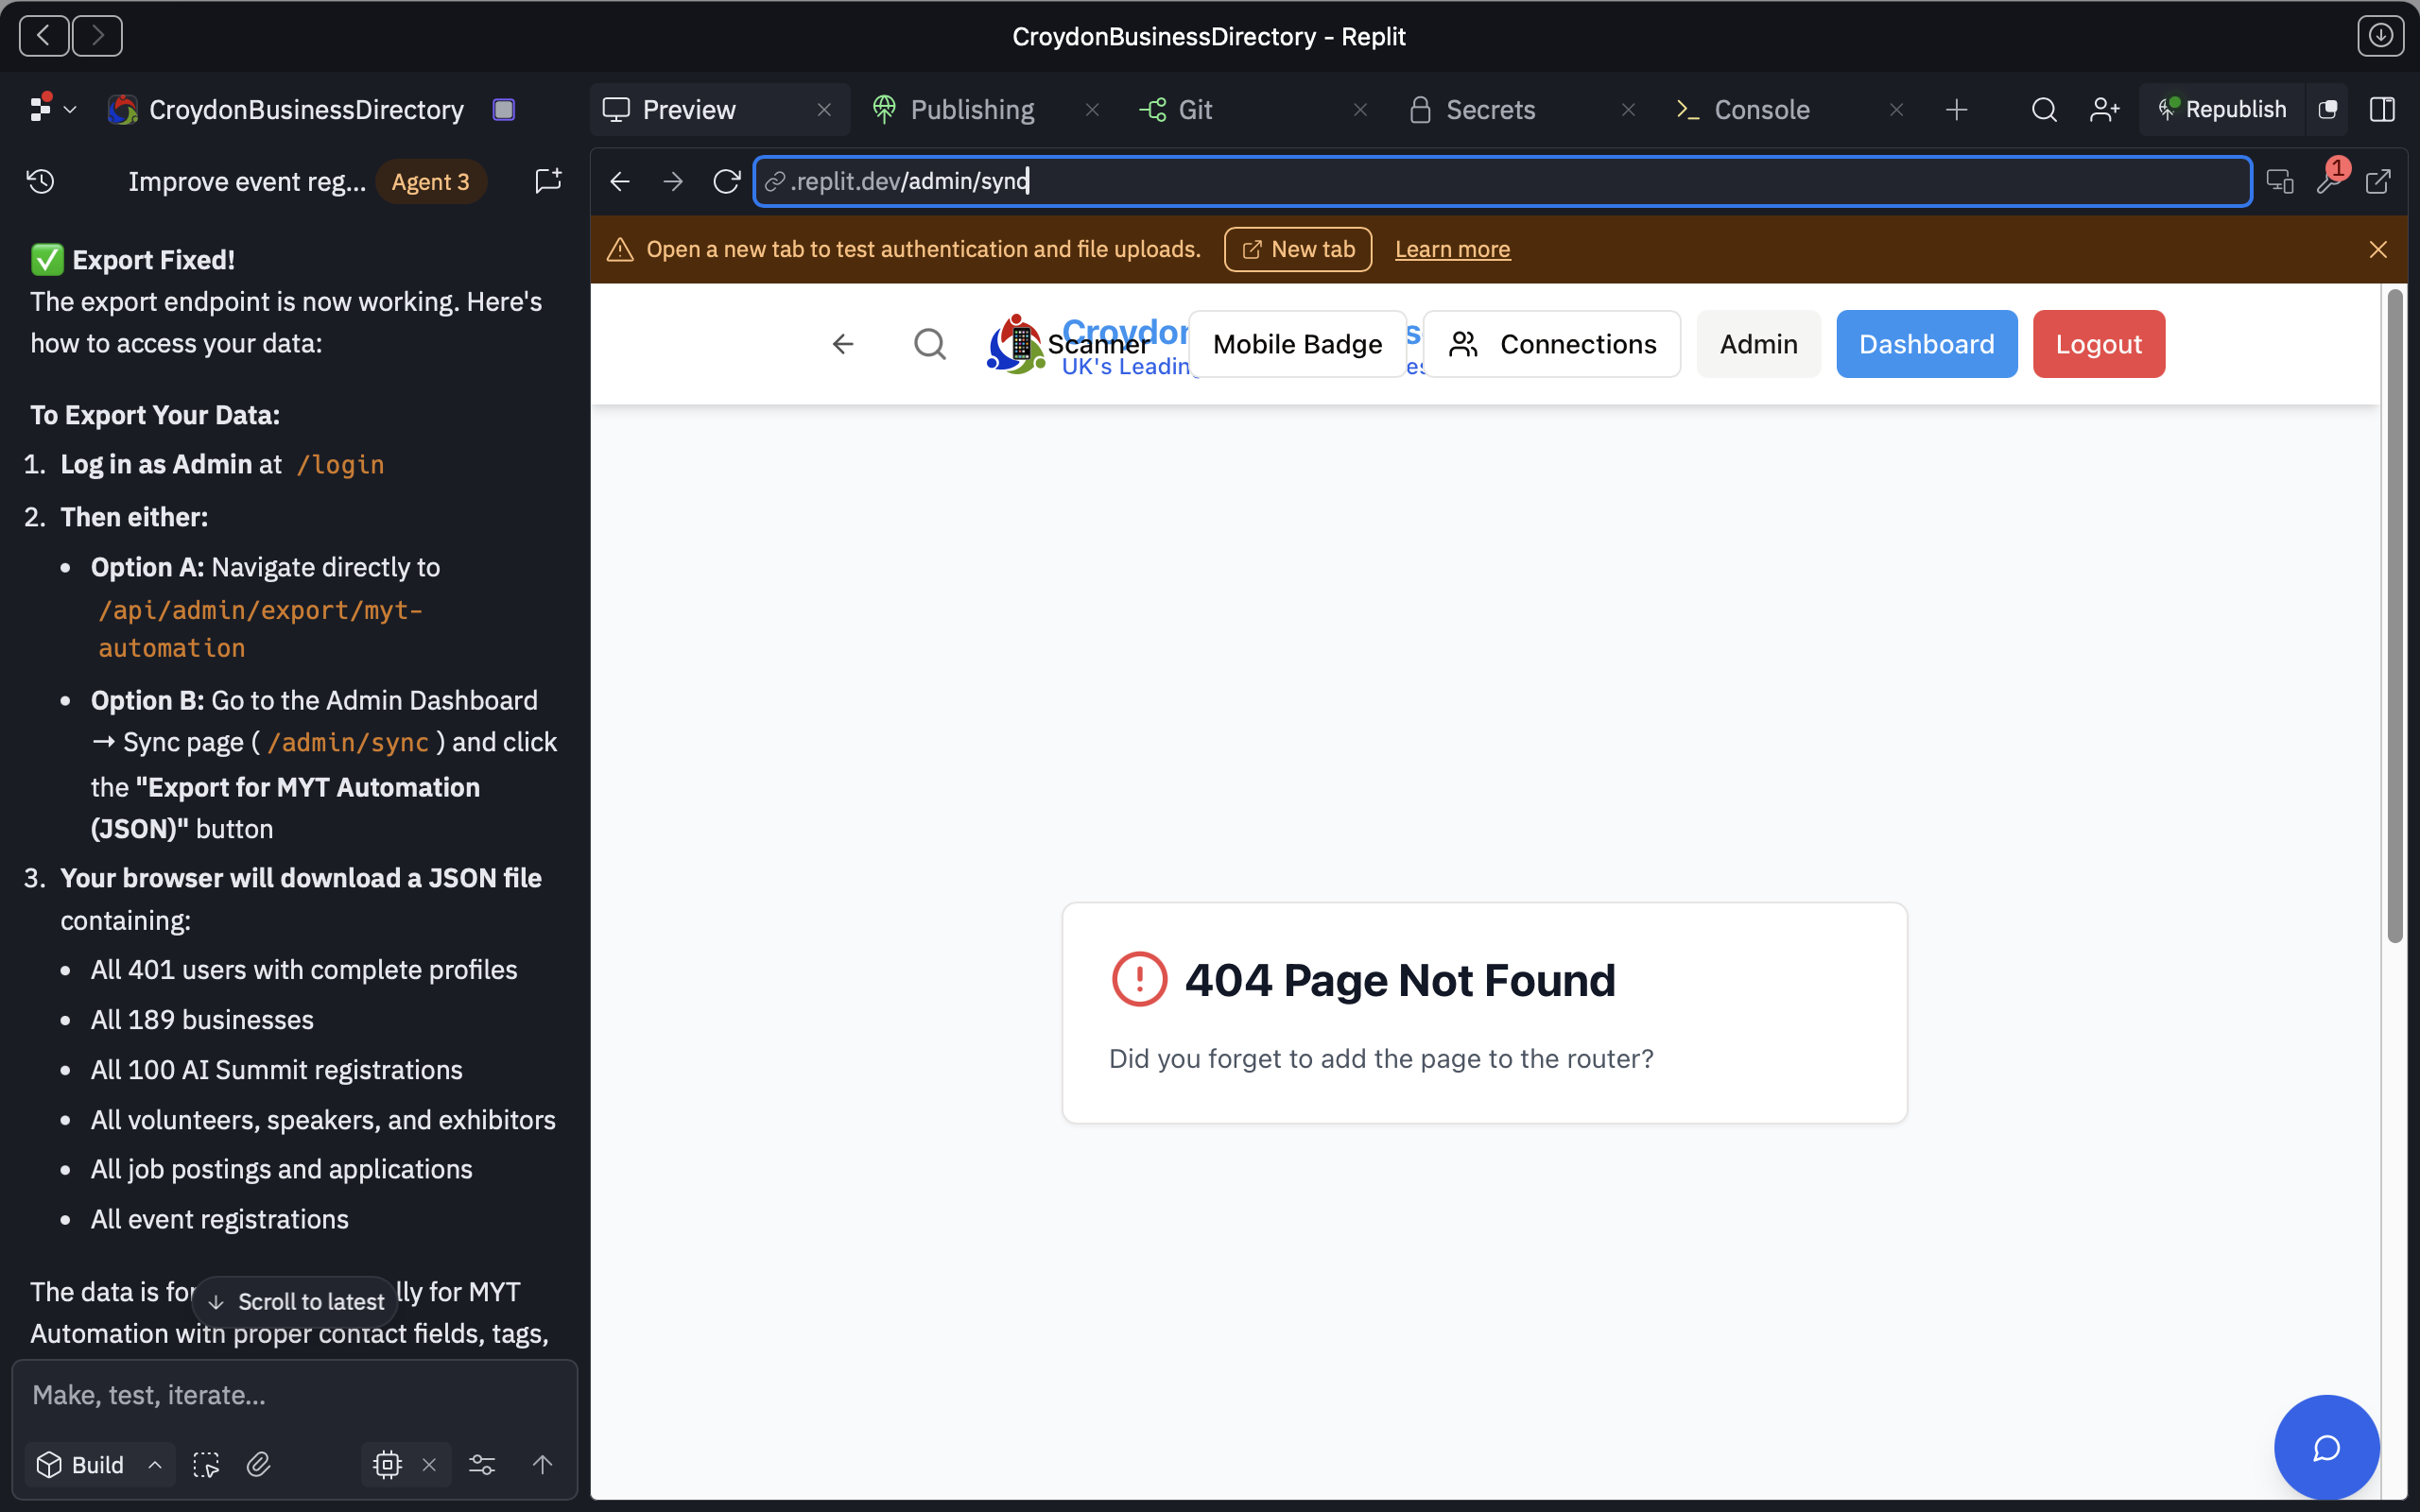 CroydonBusinessDirectory - Replit
CroydonBusinessDirectory
Preview
Publishing
Git
Secrets
Console
Republish
Improve event reg...
Agent 3
.replit.dev/admin/sync
1
✅ Export Fixed!
The export endpoint is now working. Here's
how to access your data:
To Export Your Data:
1. Log in as Admin at /login
2. Then either:
• Option A: Navigate directly to
/api/admin/export/myt-
automation
• Option B: Go to the Admin Dashboard
→ Sync page ( /admin/sync ) and click
the "Export for MYT Automation
(JSON)" button
3. Your browser will download a JSON file
containing:
• All 401 users with complete profiles
• All 189 businesses
• All 100 AI Summit registrations
• All volunteers, speakers, and exhibitors
• All job postings and applications
• All event registrations
The data is for
lly for MYT
Scroll to latest
Automation with proper contact fields, tags,
Make, test, iterate...
Build
Open a new tab to test authentication and file uploads.
New tab
Learn more
Croydon
UK's Leading
Scanner
Mobile Badge
Connections
Admin
Dashboard
Logout
404 Page Not Found
Did you forget to add the page to the router?